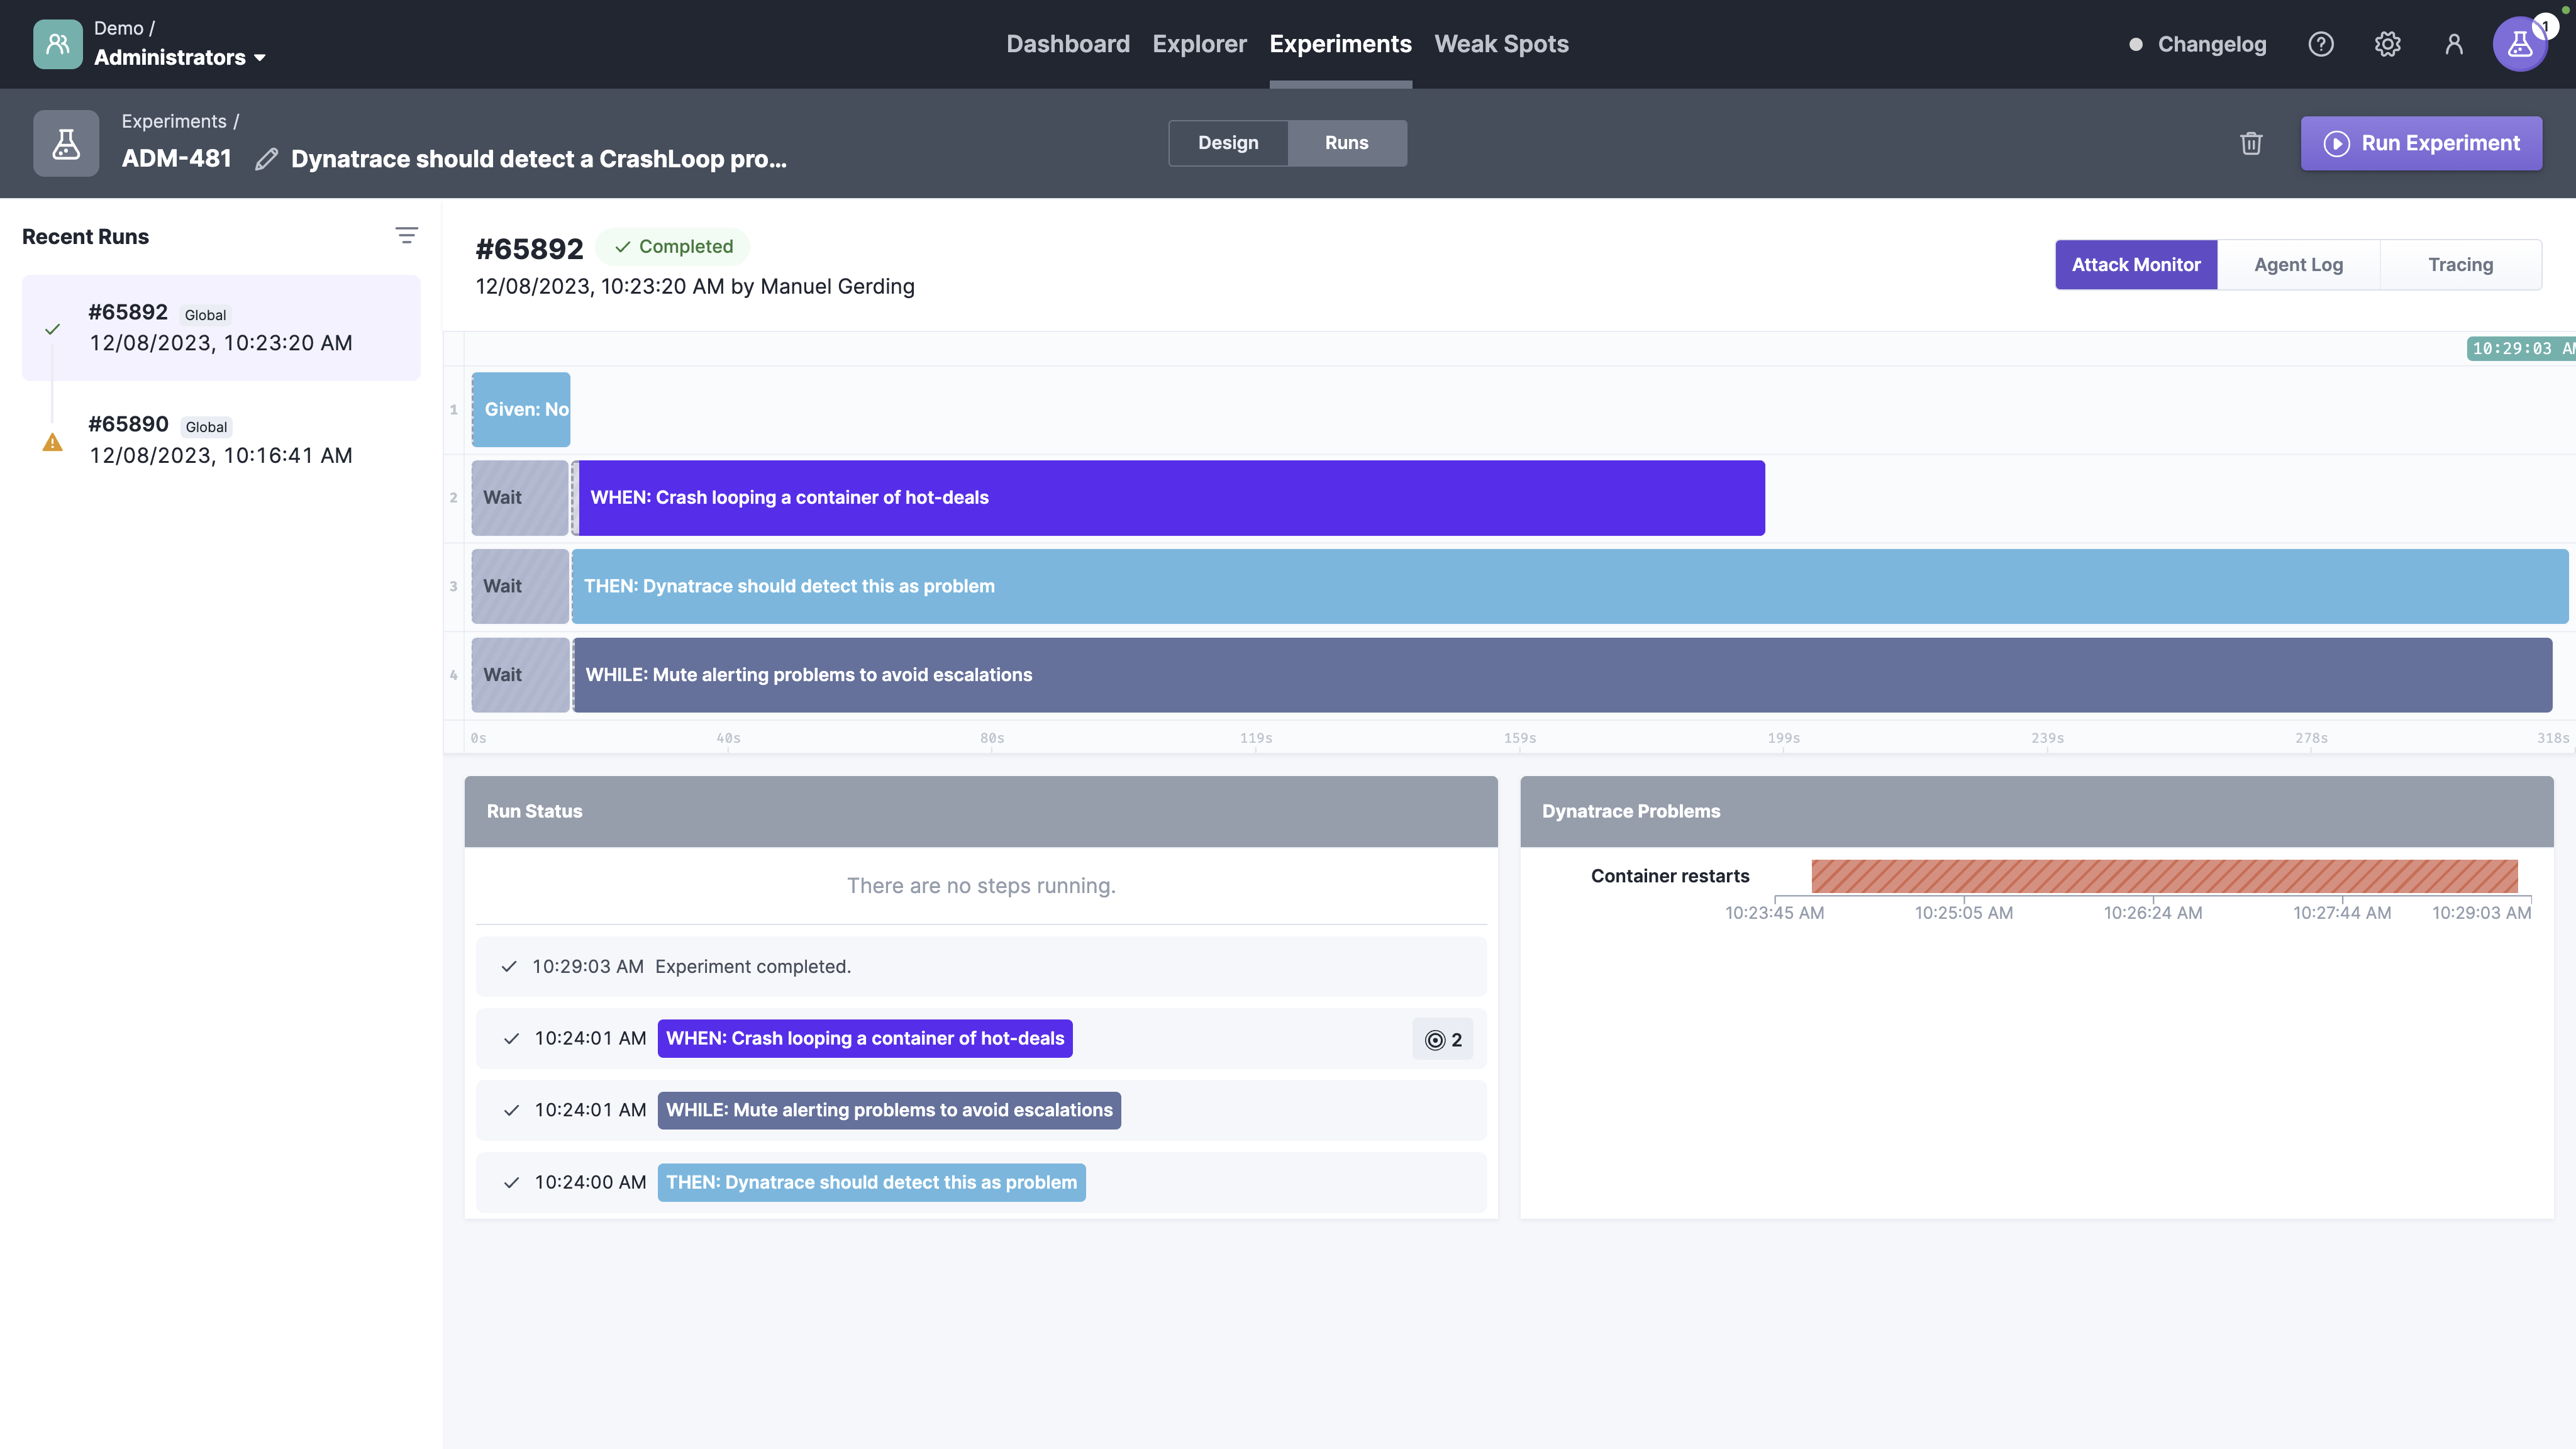 Demo /
Administrators
Dashboard Explorer Experiments Weak Spots
Changelog
1
Experiments /
ADM-481 Dynatrace should detect a CrashLoop pro...
Design Runs
Run Experiment
Recent Runs
#65892 Global
12/08/2023, 10:23:20 AM
#65890 Global
12/08/2023, 10:16:41 AM
#65892 Completed
12/08/2023, 10:23:20 AM by Manuel Gerding
Attack Monitor Agent Log Tracing
10:29:03 AM
1 Given: No
2 Wait WHEN: Crash looping a container of hot-deals
3 Wait THEN: Dynatrace should detect this as problem
4 Wait WHILE: Mute alerting problems to avoid escalations
0s 40s 80s 119s 159s 199s 239s 278s 318s
Run Status
There are no steps running.
10:29:03 AM Experiment completed.
10:24:01 AM WHEN: Crash looping a container of hot-deals 2
10:24:01 AM WHILE: Mute alerting problems to avoid escalations
10:24:00 AM THEN: Dynatrace should detect this as problem
Dynatrace Problems
Container restarts
10:23:45 AM 10:25:05 AM 10:26:24 AM 10:27:44 AM 10:29:03 AM